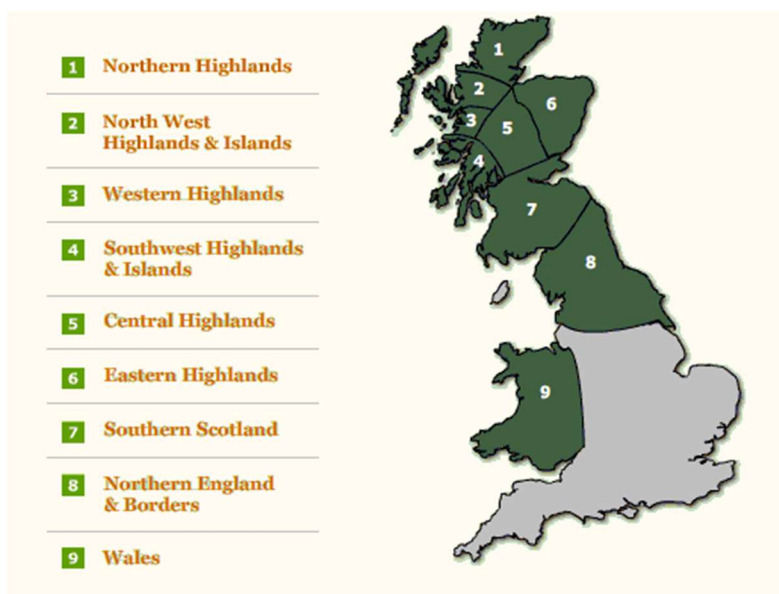 1 Northern Highlands
2 North West
Highlands & Islands
3 Western Highlands
4 Southwest Highlands
& Islands
5 Central Highlands
6 Eastern Highlands
7 Southern Scotland
8 Northern England
& Borders
9 Wales
1
2
6
3
5
4
7
8
9